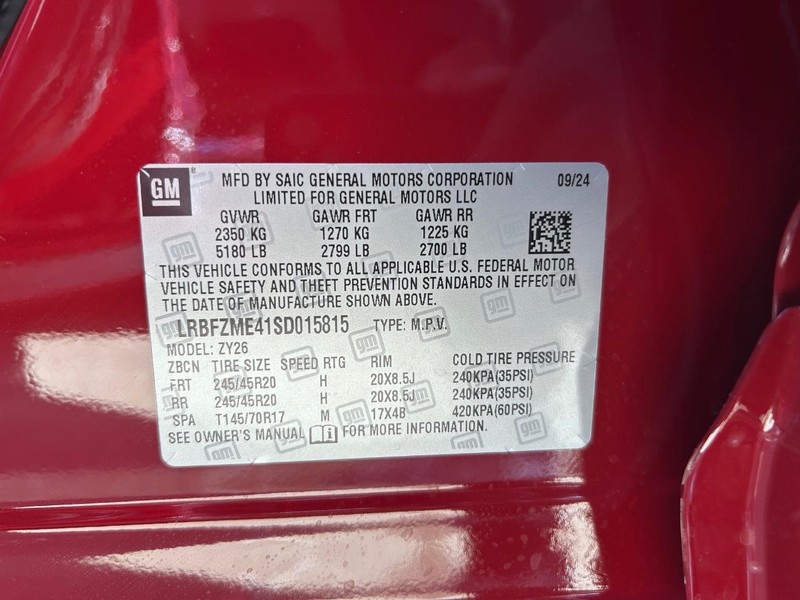 GM
MFD BY SAIC GENERAL MOTORS CORPORATION 09/24
LIMITED FOR GENERAL MOTORS LLC
GVWR GAWR FRT GAWR RR
2350 KG 1270 KG 1225 KG
5180 LB 2799 LB 2700 LB
THIS VEHICLE CONFORMS TO ALL APPLICABLE U.S. FEDERAL MOTOR
VEHICLE SAFETY AND THEFT PREVENTION STANDARDS IN EFFECT ON
THE DATE OF MANUFACTURE SHOWN ABOVE.
LRBFZME41SD015815 TYPE: M.P.V.
MODEL: ZY26
ZBCN TIRE SIZE SPEED RTG RIM COLD TIRE PRESSURE
FRT 245/45R20 H 20X8.5J 240KPA(35PSI)
RR 245/45R20 H 20X8.5J 240KPA(35PSI)
SPA T145/70R17 M 17X4B 420KPA(60PSI)
SEE OWNER'S MANUAL FOR MORE INFORMATION.